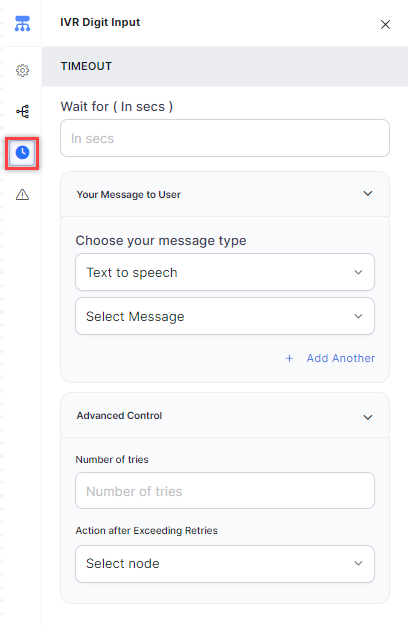 IVR Digit Input
TIMEOUT
Wait for ( In secs )
In secs
Your Message to User
Choose your message type
Text to speech
Select Message
+ Add Another
Advanced Control
Number of tries
Number of tries
Action after Exceeding Retries
Select node